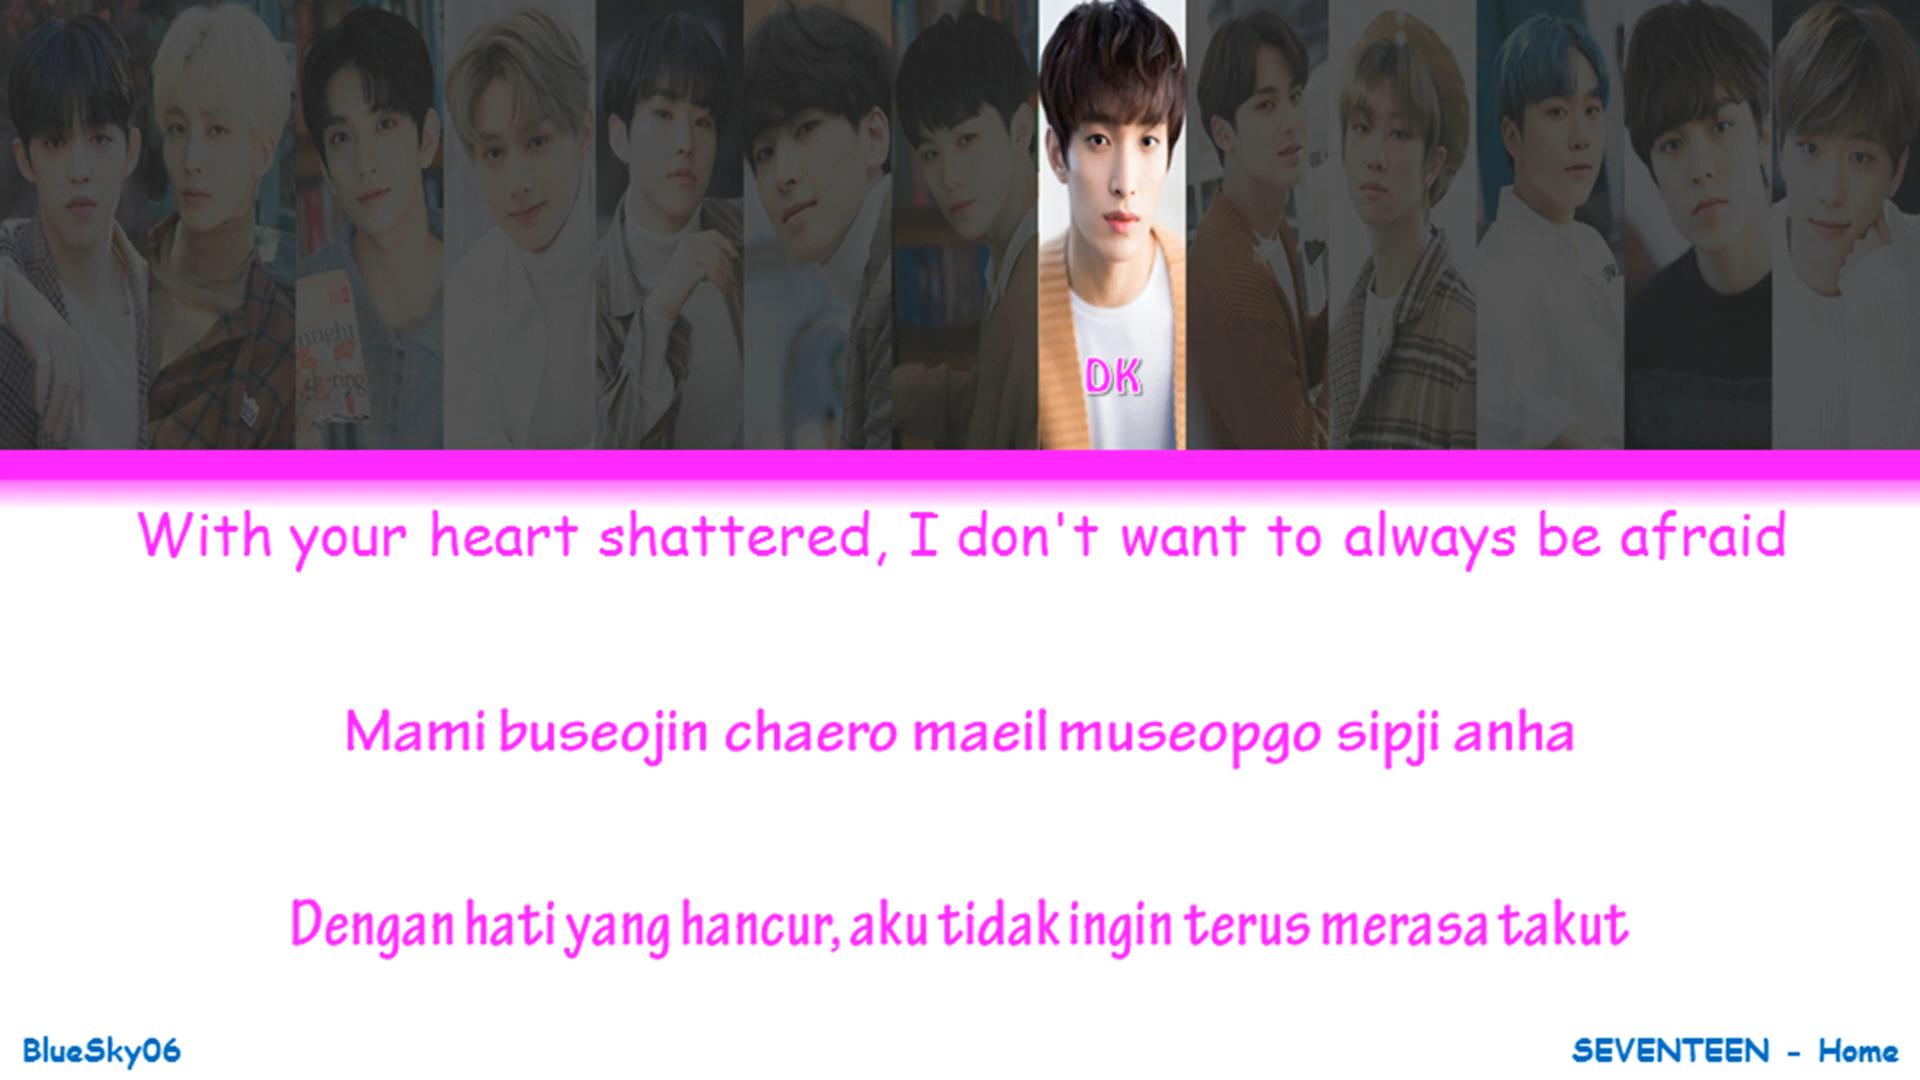 DK
With your heart shattered, I don't want to always be afraid
Mami buseojin chaero maeil museopgo sipji anha
Dengan hati yang hancur, aku tidak ingin terus merasa takut
BlueSky06
SEVENTEEN - Home